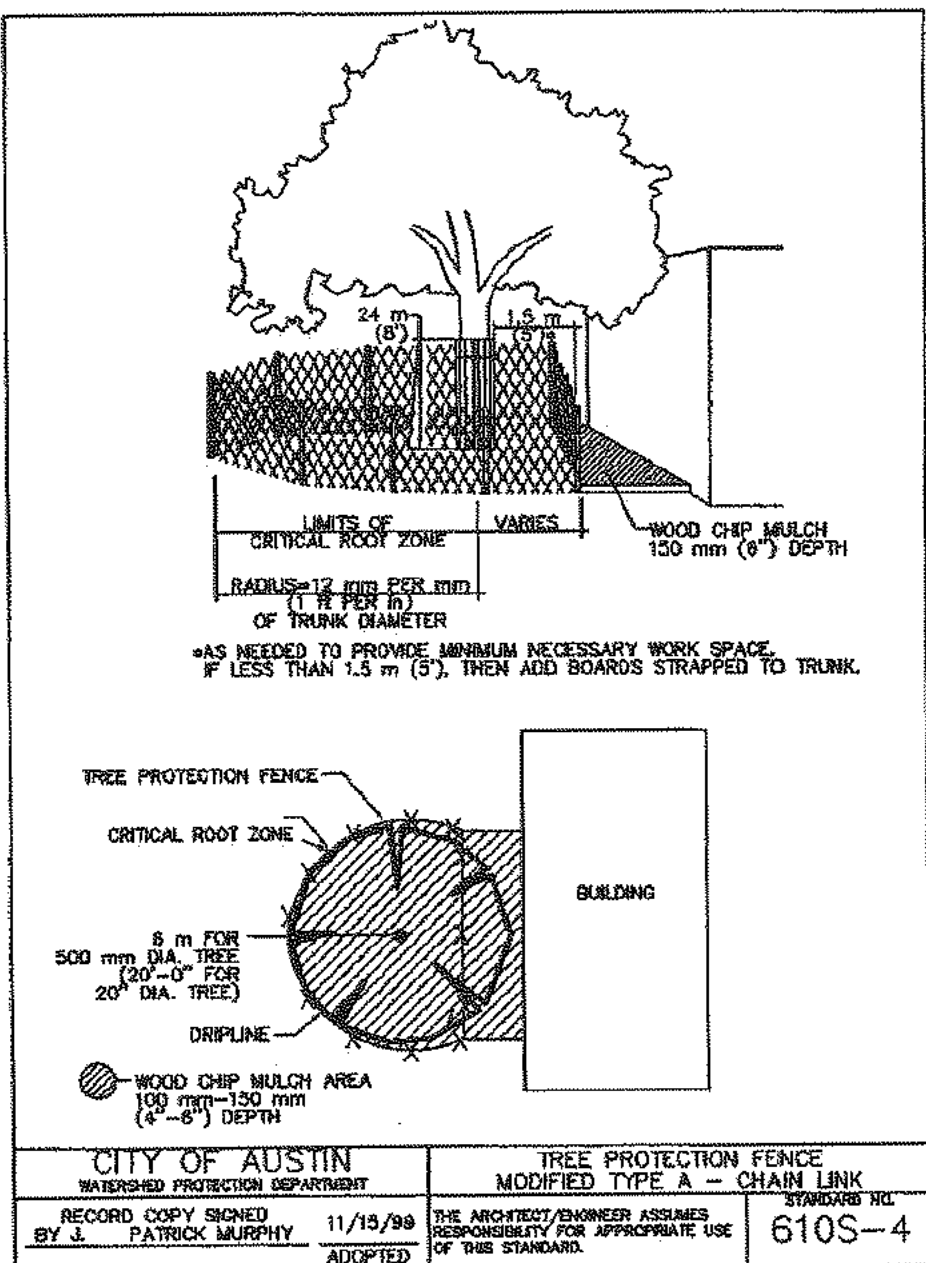 24 m
(8')
1.5 m
(5')
LIMITS OF
CRITICAL ROOT ZONE
VARIES
WOOD CHIP MULCH
150 mm (6") DEPTH
RADIUS=12 mm PER mm
(1 ft PER in)
OF TRUNK DIAMETER
*AS NEEDED TO PROVIDE MINIMUM NECESSARY WORK SPACE.
IF LESS THAN 1.5 m (5'), THEN ADD BOARDS STRAPPED TO TRUNK.
TREE PROTECTION FENCE
CRITICAL ROOT ZONE
BUILDING
6 m FOR
500 mm DIA. TREE
(20'-0" FOR
20" DIA. TREE)
DRIPLINE
WOOD CHIP MULCH AREA
100 mm-150 mm
(4"-6") DEPTH
CITY OF AUSTIN
WATERSHED PROTECTION DEPARTMENT
TREE PROTECTION FENCE
MODIFIED TYPE A - CHAIN LINK
RECORD COPY SIGNED
BY J. PATRICK MURPHY
11/15/99
ADOPTED
THE ARCHITECT/ENGINEER ASSUMES
RESPONSIBILITY FOR APPROPRIATE USE
OF THIS STANDARD.
STANDARD NO.
610S-4